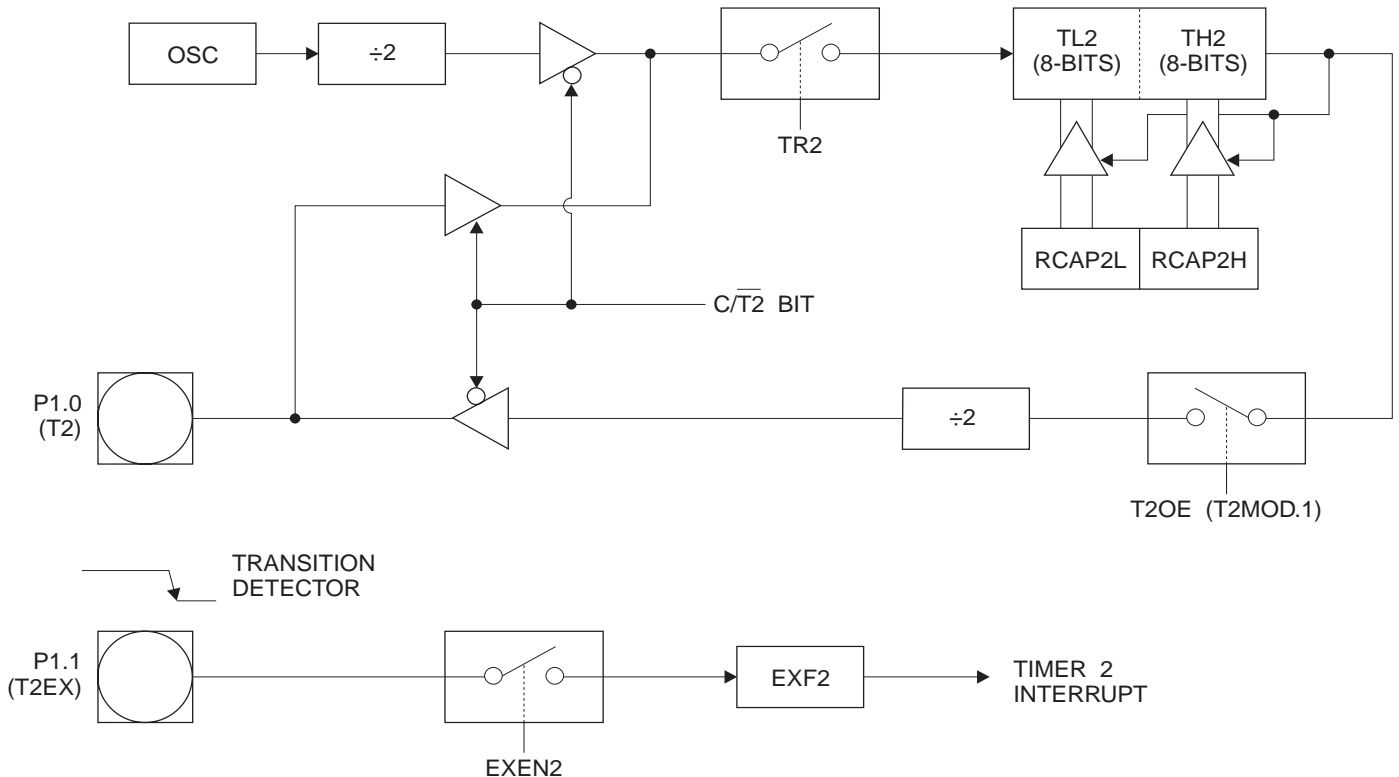 OSC
÷2
TR2
TL2
(8-BITS)
TH2
(8-BITS)
RCAP2L
RCAP2H
C/T2 BIT
P1.0
(T2)
÷2
T2OE (T2MOD.1)
TRANSITION
DETECTOR
P1.1
(T2EX)
EXEN2
EXF2
TIMER 2
INTERRUPT